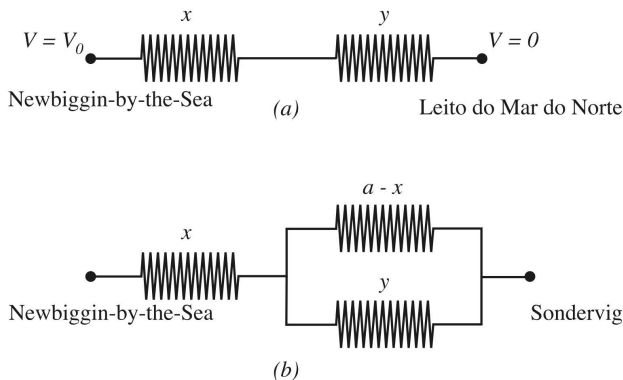 x
y
V = V0
V = 0
Newbiggin-by-the-Sea
(a)
Leito do Mar do Norte
a - x
x
y
Newbiggin-by-the-Sea
Sondervig
(b)